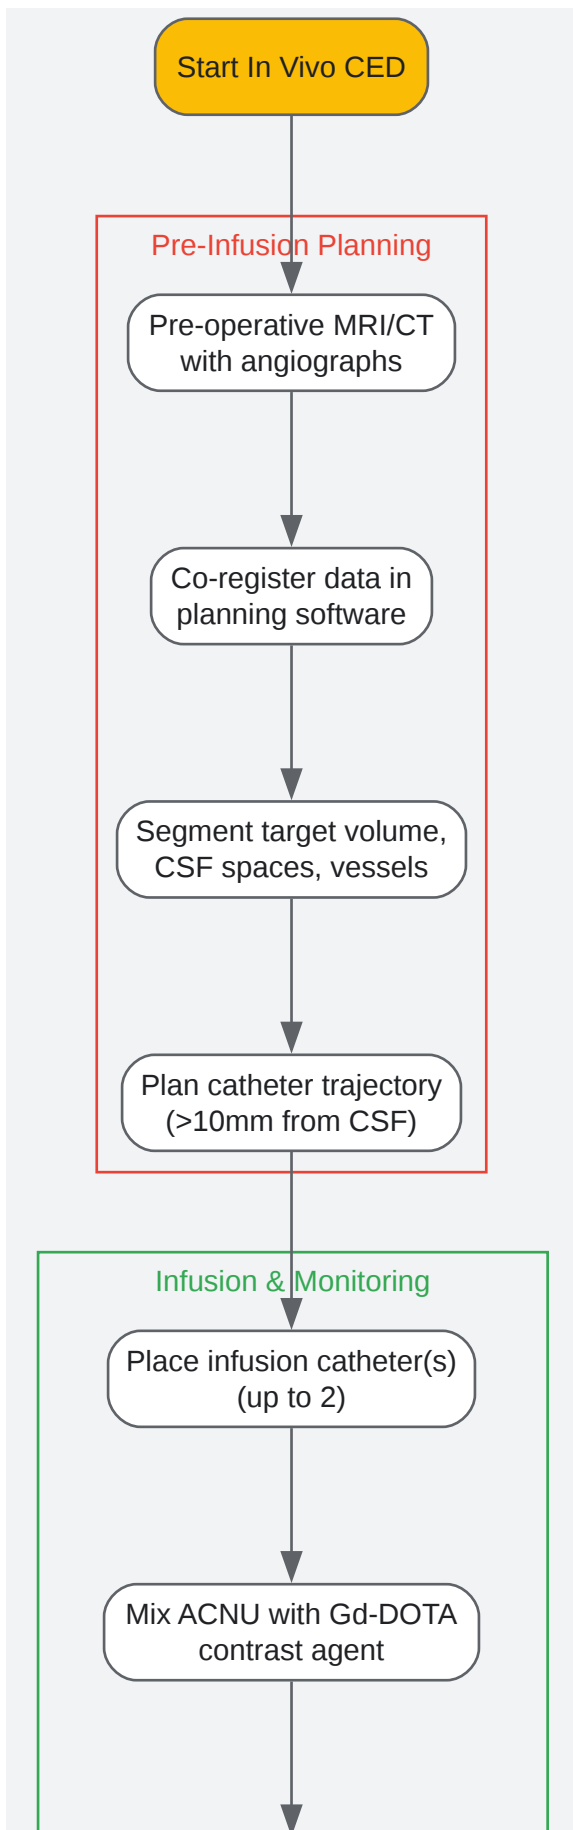 Start In Vivo CED
Pre-Infusion Planning
Pre-operative MRI/CT
with angiographs
Co-register data in
planning software
Segment target volume,
CSF spaces, vessels
Plan catheter trajectory
(>10mm from CSF)
Infusion & Monitoring
Place infusion catheter(s)
(up to 2)
Mix ACNU with Gd-DOTA
contrast agent